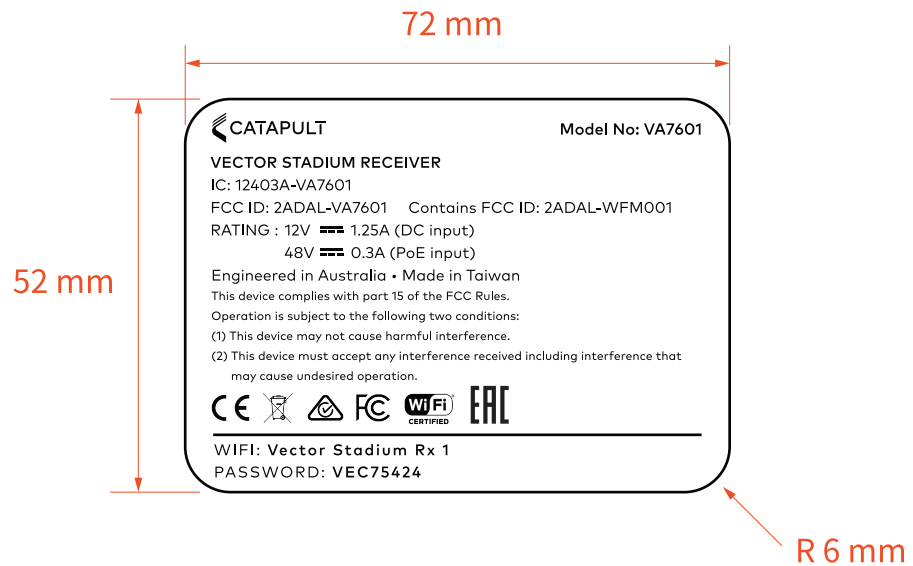 72 mm
CATAPULT
Model No: VA7601
VECTOR STADIUM RECEIVER
IC: 12403A-VA7601
FCC ID: 2ADAL-VA7601 Contains FCC ID: 2ADAL-WFM001
RATING : 12V 1.25A (DC input)
48V 0.3A (PoE input)
52 mm
Engineered in Australia • Made in Taiwan
This device complies with part 15 of the FCC Rules.
Operation is subject to the following two conditions:
(1) This device may not cause harmful interference.
(2) This device must accept any interference received including interference that
may cause undesired operation.
CE FC Wi Fi CERTIFIED EAC
WIFI: Vector Stadium Rx 1
PASSWORD: VEC75424
R 6 mm